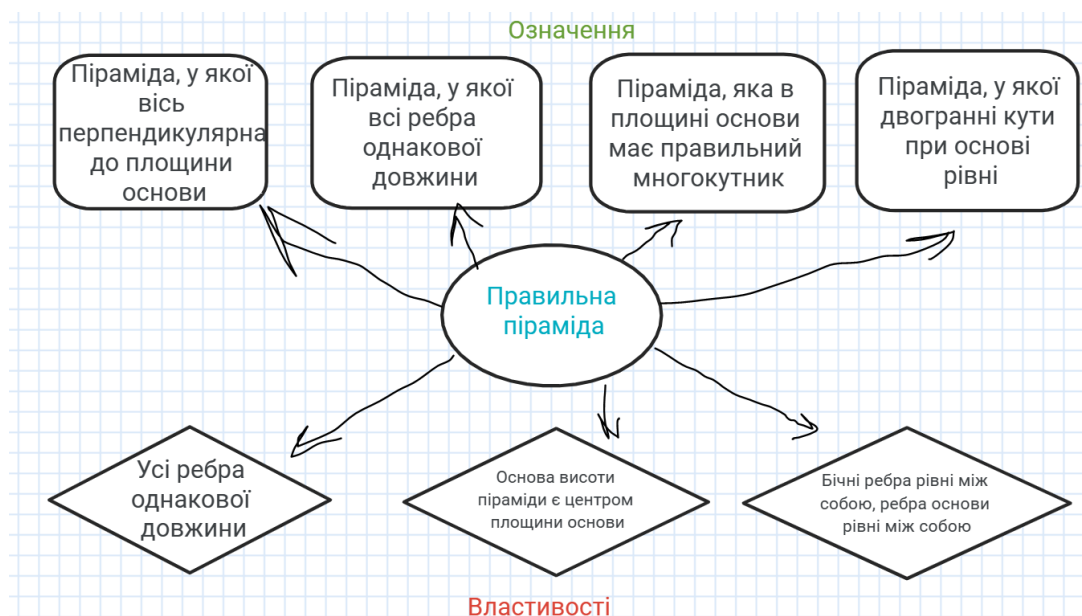 Означення
Піраміда, у якої
вісь
перпендикулярна
до площини
основи
Піраміда, у якої
всі ребра
однакової
довжини
Піраміда, яка в
площині основи
має правильний
многокутник
Піраміда, у якої
двогранні кути
при основі
рівні
Правильна
піраміда
Усі ребра
однакової
довжини
Основа висоти
піраміди є центром
площини основи
Бічні ребра рівні між
собою, ребра основи
рівні між собою
Властивості